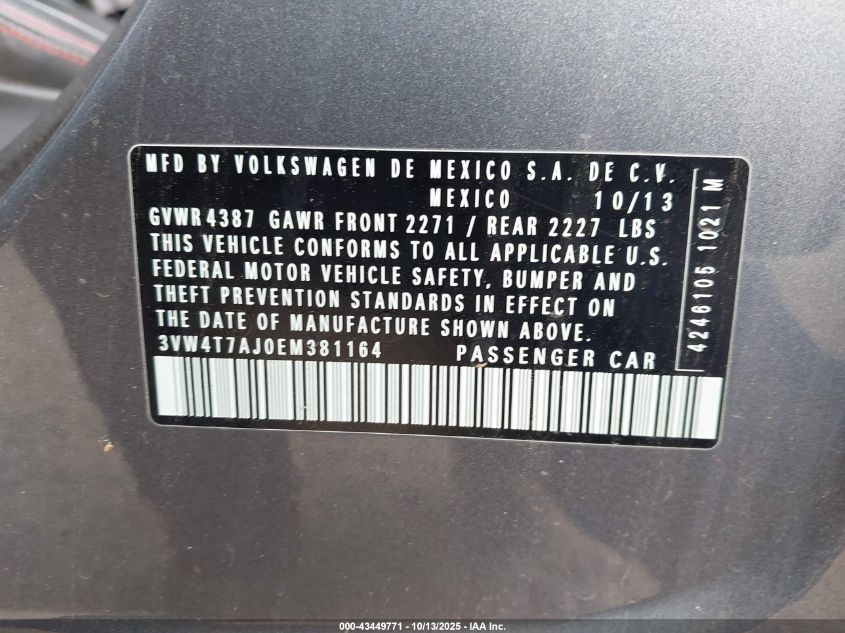 MFD BY VOLKSWAGEN DE MEXICO S.A. DE C.V.
MEXICO 10/13
GVWR 4387 GAWR FRONT 2271 / REAR 2227 LBS
THIS VEHICLE CONFORMS TO ALL APPLICABLE U.S.
FEDERAL MOTOR VEHICLE SAFETY, BUMPER AND
THEFT PREVENTION STANDARDS IN EFFECT ON
THE DATE OF MANUFACTURE SHOWN ABOVE.
3VW4T7AJ0EM381164 PASSENGER CAR
4246105 1021 M
000-43449771 - 10/13/2025 - IAA Inc.